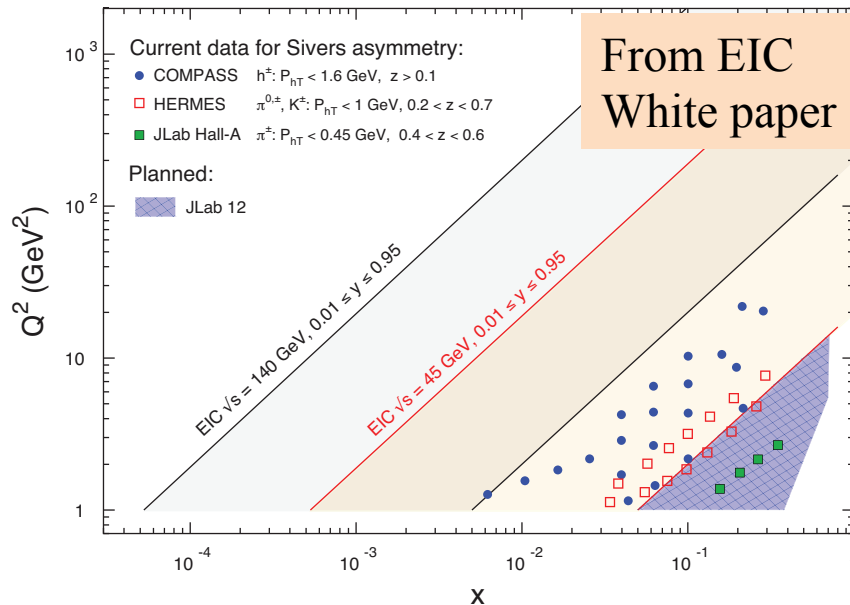 From EIC
White paper
Current data for Sivers asymmetry:
COMPASS h±: PhT < 1.6 GeV, z > 0.1
HERMES π0,±, K±: PhT < 1 GeV, 0.2 < z < 0.7
JLab Hall-A π±: PhT < 0.45 GeV, 0.4 < z < 0.6
Planned:
JLab 12
EIC √s = 140 GeV, 0.01 ≤ y ≤ 0.95
EIC √s = 45 GeV, 0.01 ≤ y ≤ 0.95
Q² (GeV²)
10³
10²
10
1
10⁻⁴ 10⁻³ 10⁻² 10⁻¹
x